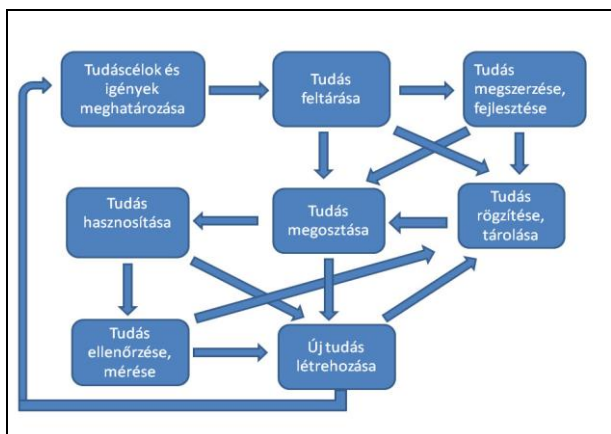 Tudáscélok és
igények
meghatározása
Tudás
feltárása
Tudás
megszerzése,
fejlesztése
Tudás
hasznosítása
Tudás
megosztása
Tudás
rögzítése,
tárolása
Tudás
ellenőrzése,
mérése
Új tudás
létrehozása